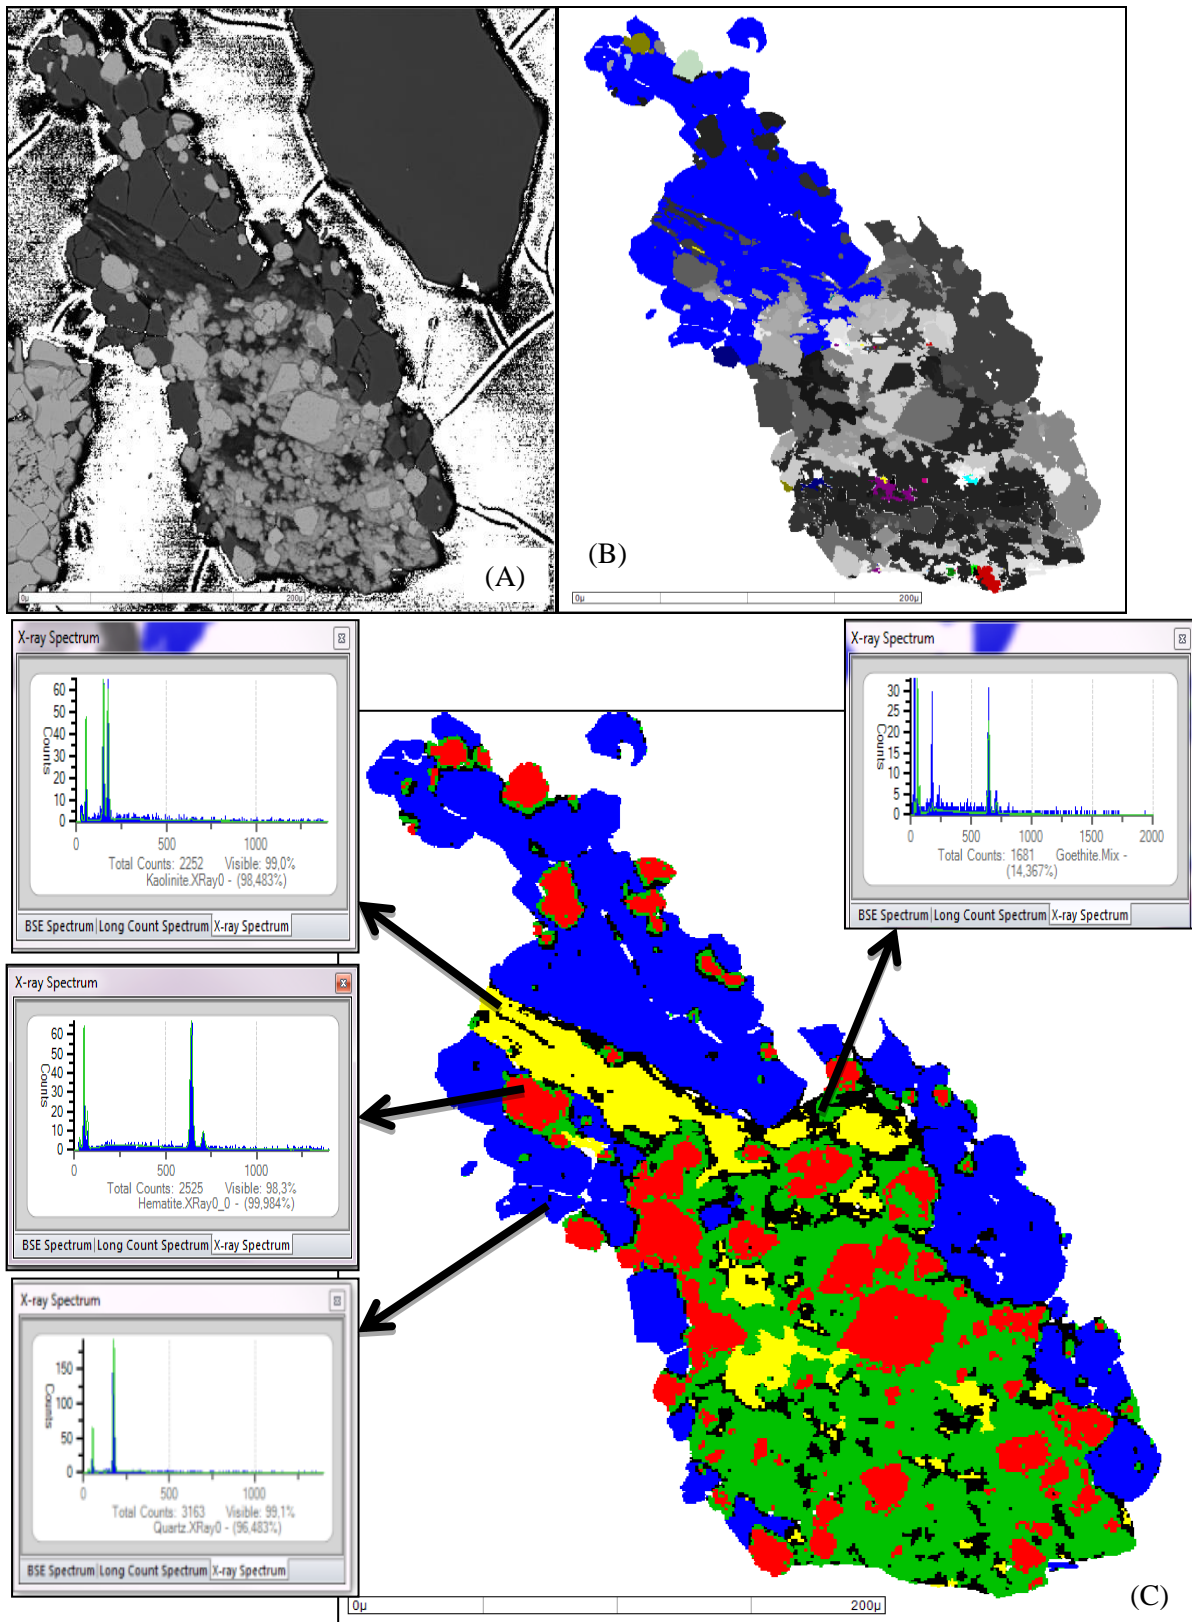 (A)
0µ 200µ
(B)
0µ 200µ
X-ray Spectrum
60
50
40
30
20
10
0
Counts
0 500 1000
Total Counts: 2252 Visible: 99,0%
Kaolinite.XRay0 - (98,483%)
BSE Spectrum Long Count Spectrum X-ray Spectrum
X-ray Spectrum
30
25
20
15
10
5
0
Counts
0 500 1000 1500 2000
Total Counts: 1681 Goethite.Mix -
(14,367%)
BSE Spectrum Long Count Spectrum X-ray Spectrum
X-ray Spectrum
60
50
40
30
20
10
0
Counts
0 500 1000
Total Counts: 2525 Visible: 98,3%
Hematite.XRay0_0 - (99,984%)
BSE Spectrum Long Count Spectrum X-ray Spectrum
X-ray Spectrum
150
100
50
0
Counts
0 500 1000
Total Counts: 3163 Visible: 99,1%
Quartz.XRay0 - (96,483%)
BSE Spectrum Long Count Spectrum X-ray Spectrum
0µ 200µ
(C)